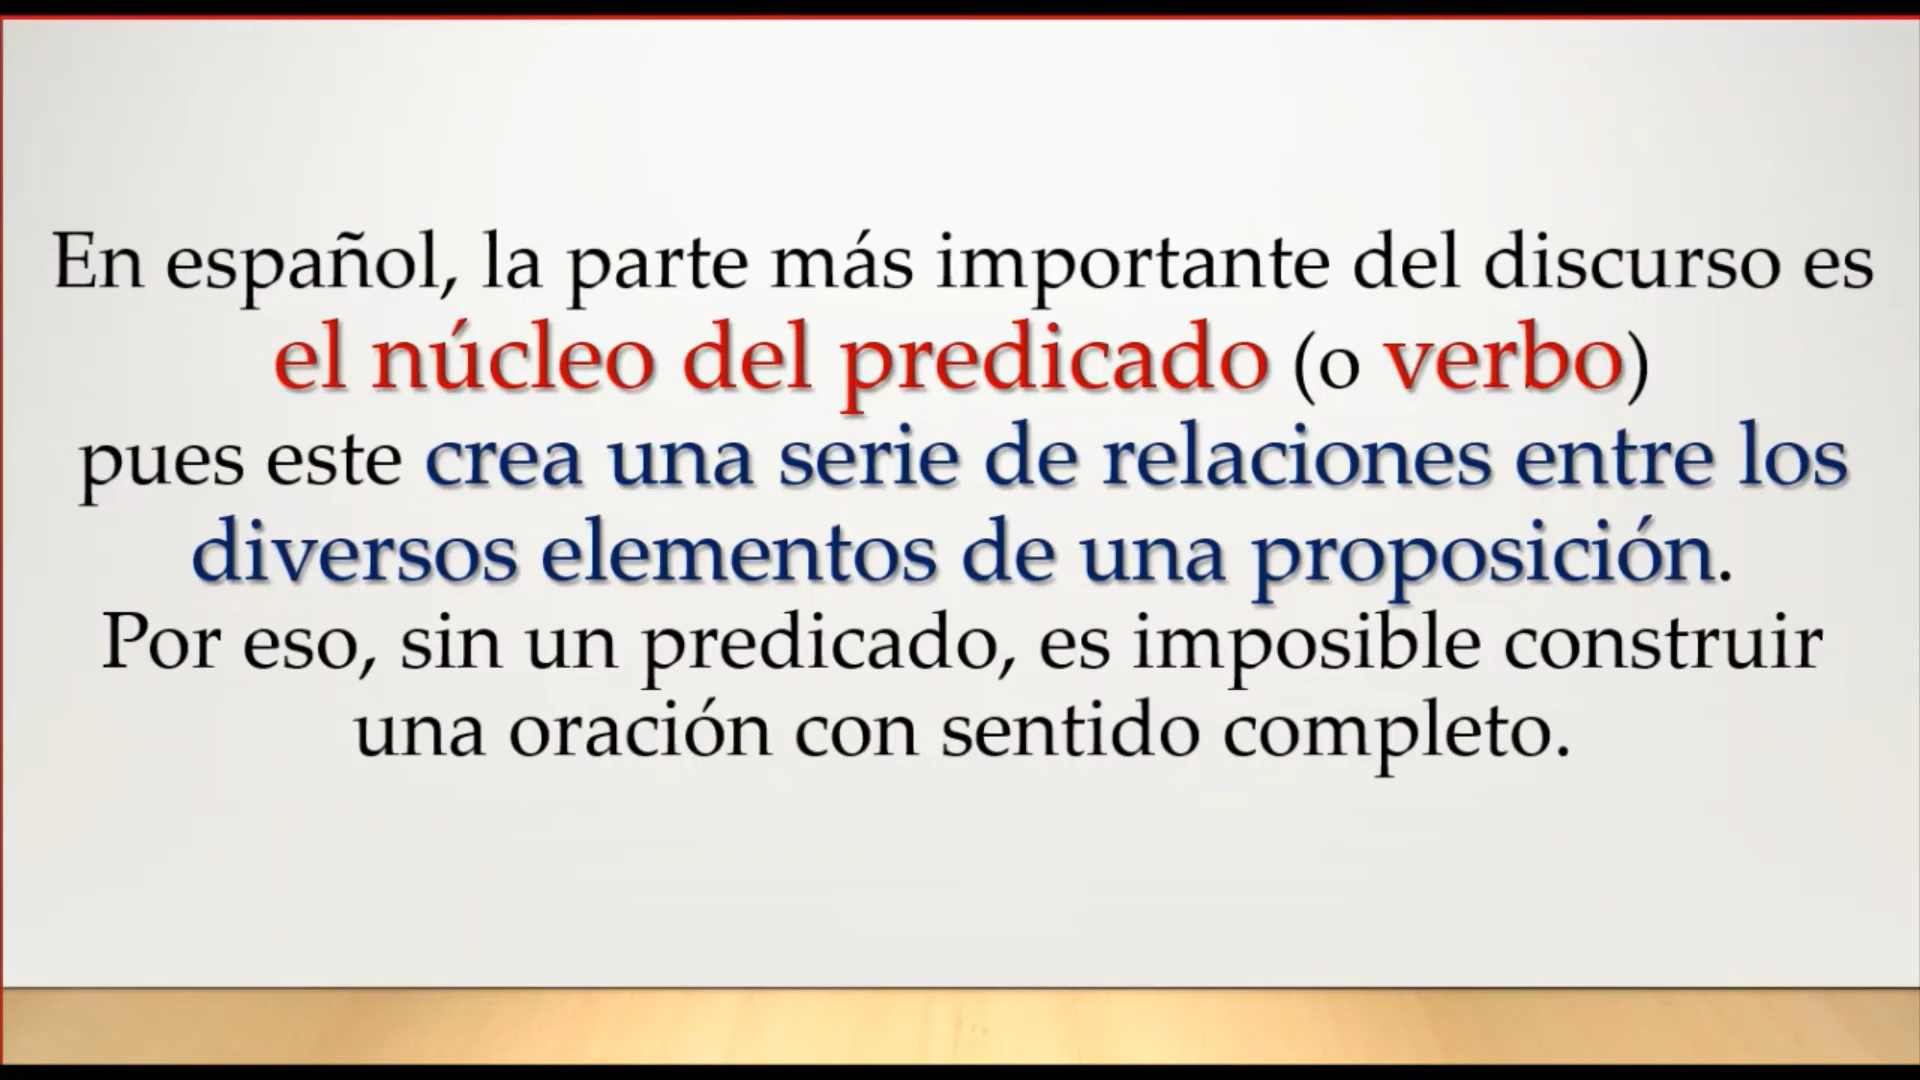 En español, la parte más importante del discurso es
el núcleo del predicado (o verbo)
pues este crea una serie de relaciones entre los
diversos elementos de una proposición.
Por eso, sin un predicado, es imposible construir
una oración con sentido completo.